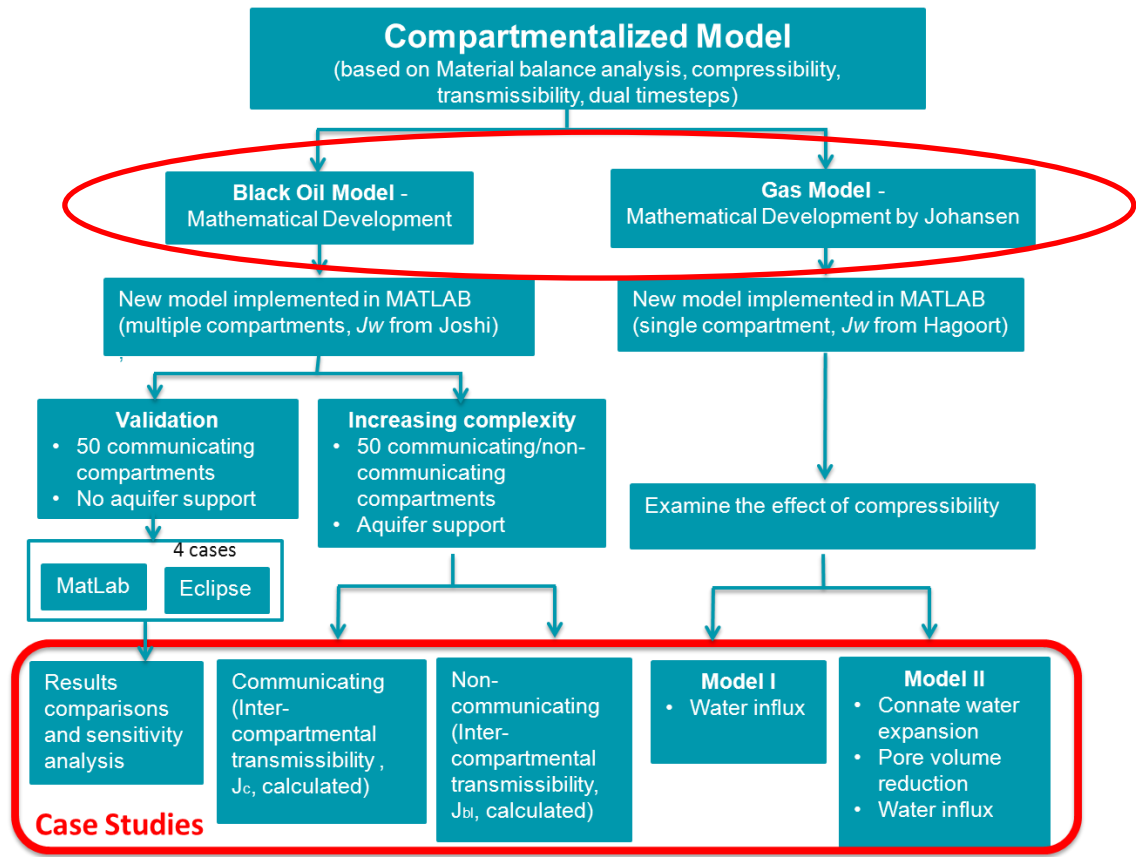 Compartmentalized Model
(based on Material balance analysis, compressibility,
transmissibility, dual timesteps)
Black Oil Model -
Mathematical Development
Gas Model -
Mathematical Development by Johansen
New model implemented in MATLAB
(multiple compartments, Jw from Joshi)
,
New model implemented in MATLAB
(single compartment, Jw from Hagoort)
Validation
• 50 communicating
compartments
• No aquifer support
Increasing complexity
• 50 communicating/non-
communicating
compartments
• Aquifer support
Examine the effect of compressibility
4 cases
MatLab
Eclipse
Results
comparisons
and sensitivity
analysis
Communicating
(Inter-
compartmental
transmissibility ,
Jc, calculated)
Non-
communicating
(Inter-
compartmental
transmissibility,
Jbl, calculated)
Model I
• Water influx
Model II
• Connate water
expansion
• Pore volume
reduction
• Water influx
Case Studies